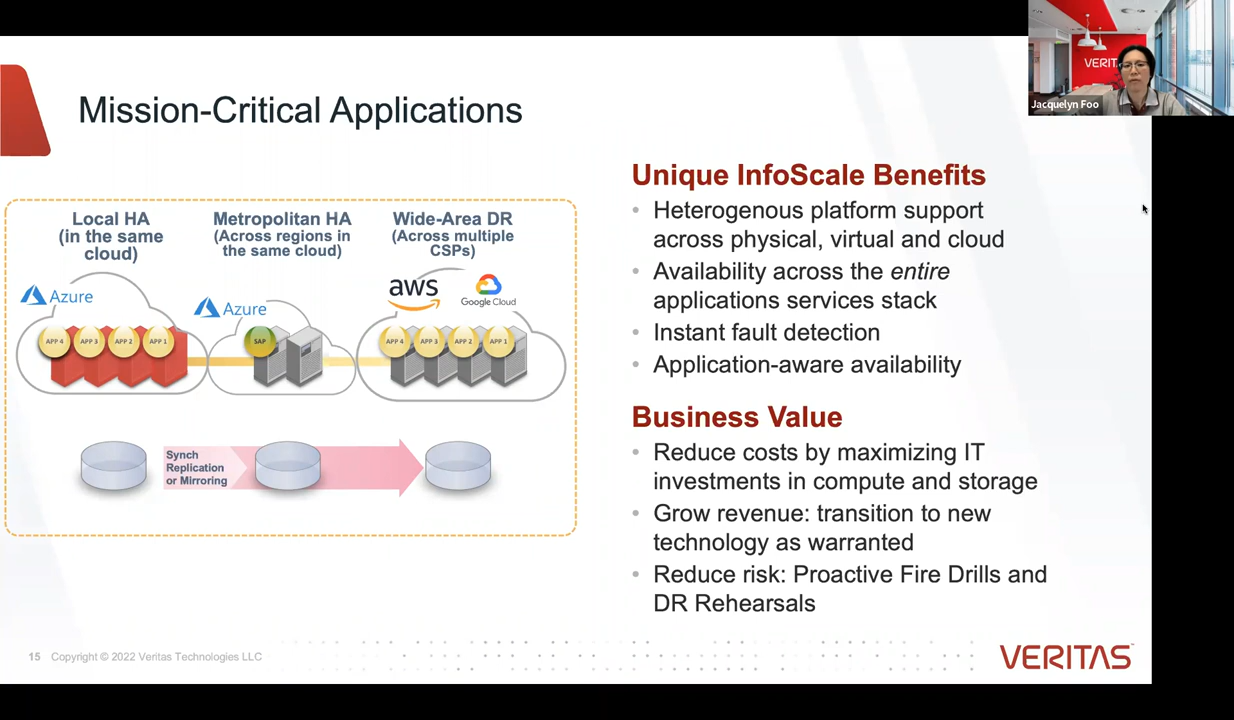 VERITAS
Jacquelyn Foo
Mission-Critical Applications
Local HA
(in the same
cloud)
Metropolitan HA
(Across regions in
the same cloud)
Wide-Area DR
(Across multiple
CSPs)
Azure
Azure
aws
Google Cloud
APP 4
APP 3
APP 2
APP 1
SAP
APP 4
APP 3
APP 2
APP 1
Synch
Replication
or Mirroring
Unique InfoScale Benefits
• Heterogenous platform support
across physical, virtual and cloud
• Availability across the entire
applications services stack
• Instant fault detection
• Application-aware availability
Business Value
• Reduce costs by maximizing IT
investments in compute and storage
• Grow revenue: transition to new
technology as warranted
• Reduce risk: Proactive Fire Drills and
DR Rehearsals
15 Copyright © 2022 Veritas Technologies LLC
VERITAS